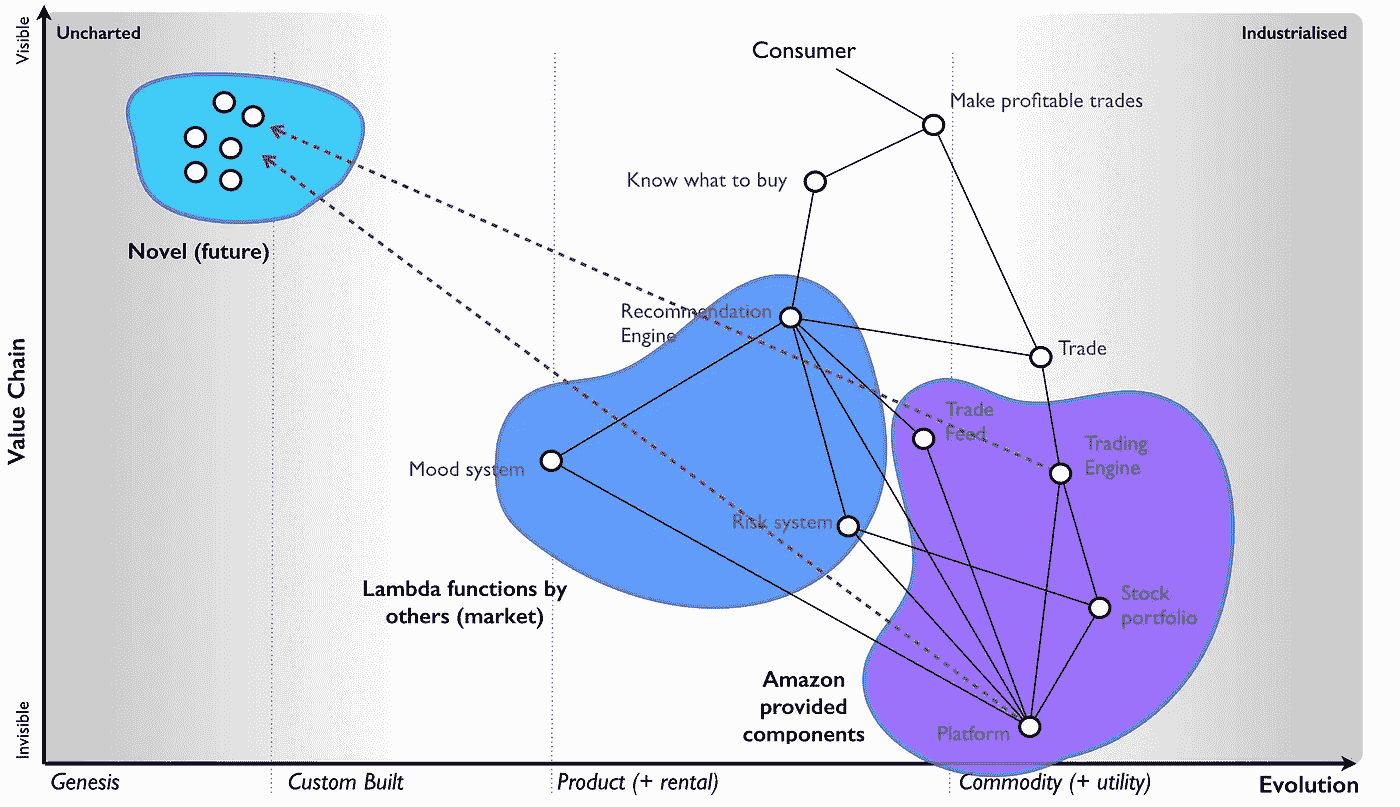 Visible
Uncharted
Industrialised
Consumer
Make profitable trades
Know what to buy
Novel (future)
Recommendation
Engine
Trade
Trade
Feed
Trading
Engine
Value Chain
Mood system
Risk system
Lambda functions by
others (market)
Stock
portfolio
Amazon
provided
components
Platform
Invisible
Genesis
Custom Built
Product (+ rental)
Commodity (+ utility)
Evolution